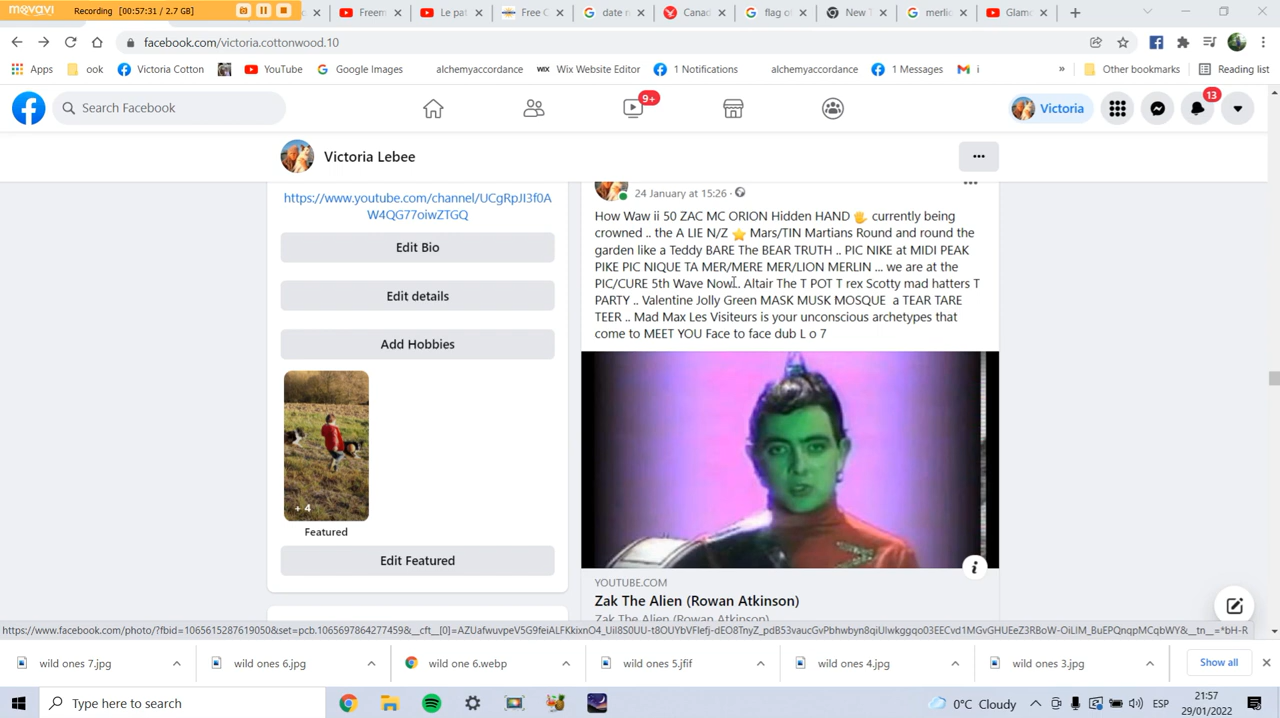 movavi
Recording (00:57:31 / 2.7 GB)
Freem
Le pat
Free C
date n
Canad
flag of
New T
merlio
Glamo
facebook.com/victoria.cottonwood.10
Apps
ook
Victoria Cotton
YouTube
Google Images
alchemyaccordance
WIX Wix Website Editor
1 Notifications
alchemyaccordance
1 Messages
i
»
Other bookmarks
Reading list
Search Facebook
9+
Victoria
13
Victoria Lebee
https://www.youtube.com/channel/UCgRpJI3f0A
W4QG77oiwZTGQ
Edit Bio
Edit details
Add Hobbies
+ 4
Featured
Edit Featured
24 January at 15:26 ·
How Waw ii 50 ZAC MC ORION Hidden HAND 🖐 currently being
crowned .. the A LIE N/Z ⭐ Mars/TIN Martians Round and round the
garden like a Teddy BARE The BEAR TRUTH .. PIC NIKE at MIDI PEAK
PIKE PIC NIQUE TA MER/MERE MER/LION MERLIN ... we are at the
PIC/CURE 5th Wave Now... Altair The T POT T rex Scotty mad hatters T
PARTY .. Valentine Jolly Green MASK MUSK MOSQUE a TEAR TARE
TEER .. Mad Max Les Visiteurs is your unconscious archetypes that
come to MEET YOU Face to face dub L o 7
YOUTUBE.COM
Zak The Alien (Rowan Atkinson)
Zak The Alien (Rowan Atkinson)
wild ones 7.jpg
wild ones 6.jpg
wild one 6.webp
wild ones 5.jfif
wild ones 4.jpg
wild ones 3.jpg
Show all
Type here to search
0°C Cloudy
ESP
21:57
29/01/2022